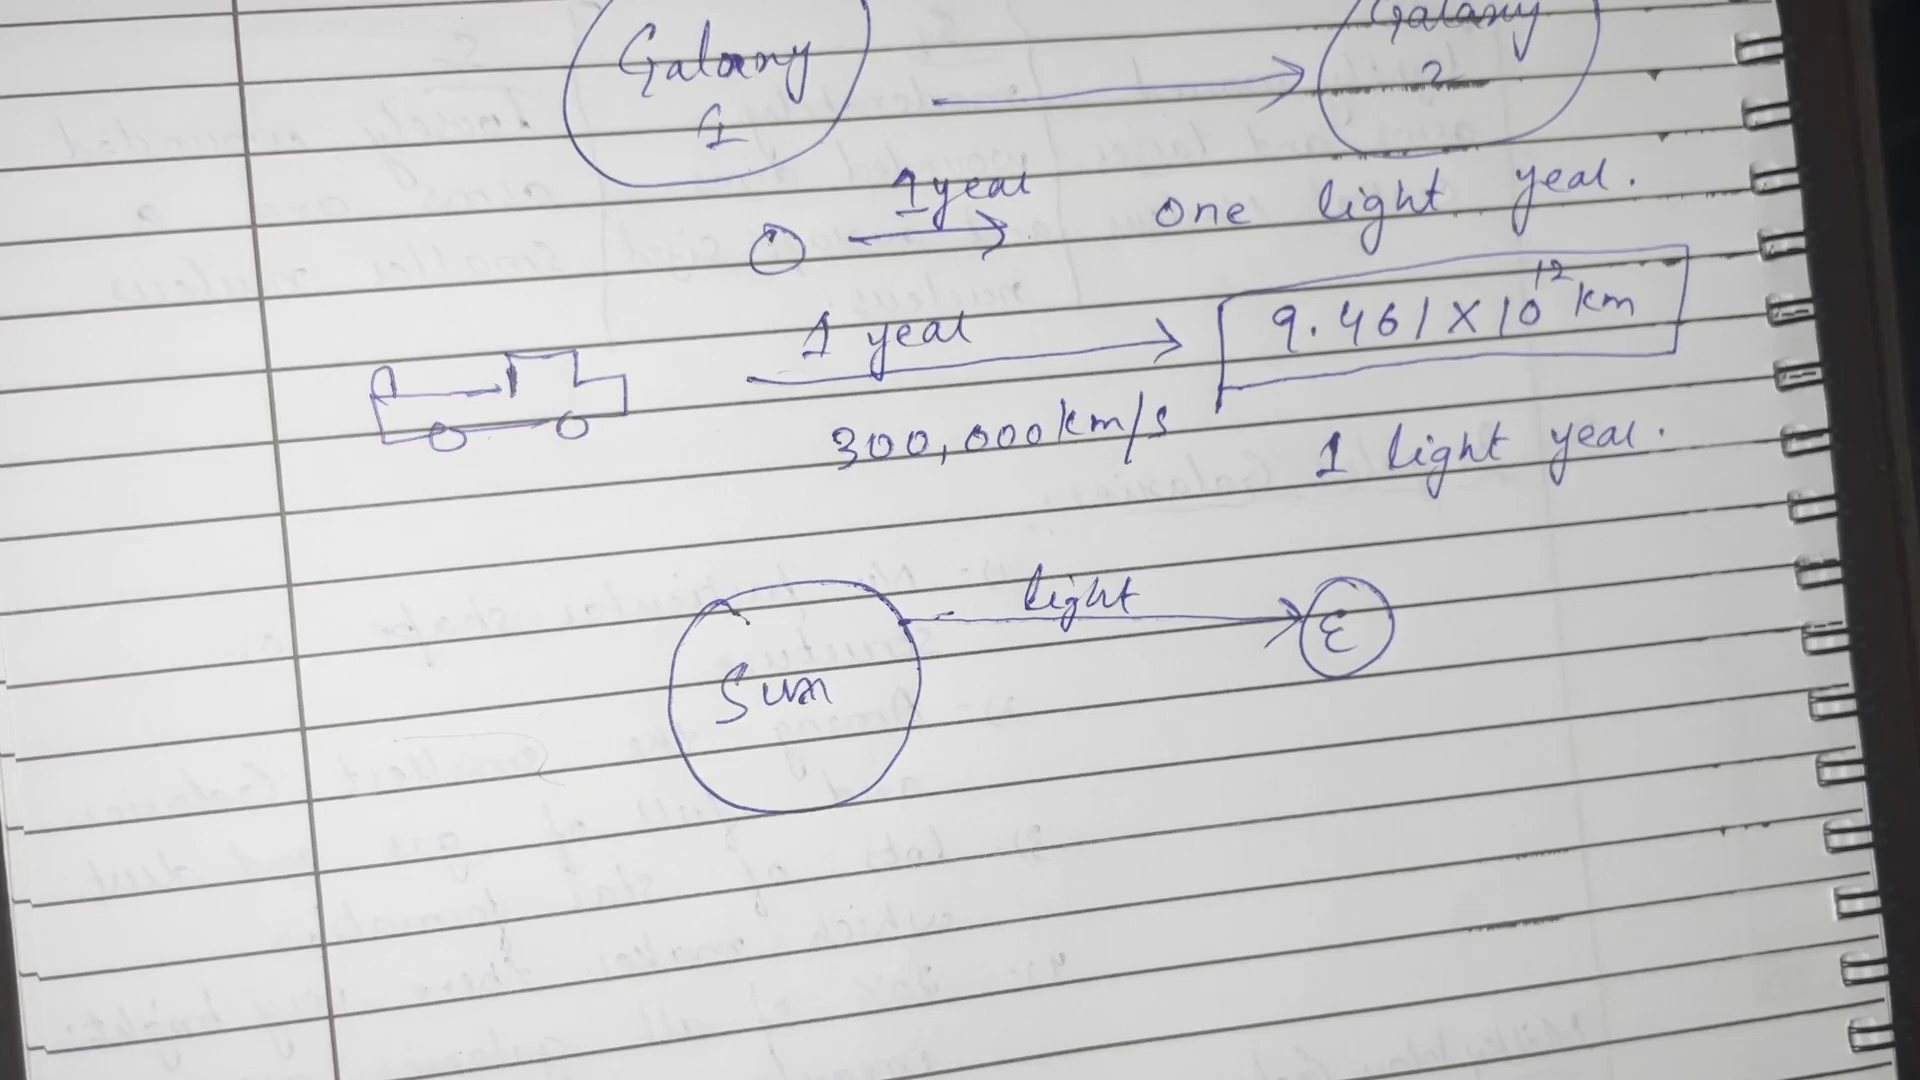 Galaxy Galaxy
1 2
1 year
one light year.
1 year
9.461 X 10¹² km
300,000 km/s
1 light year.
light
Sun E